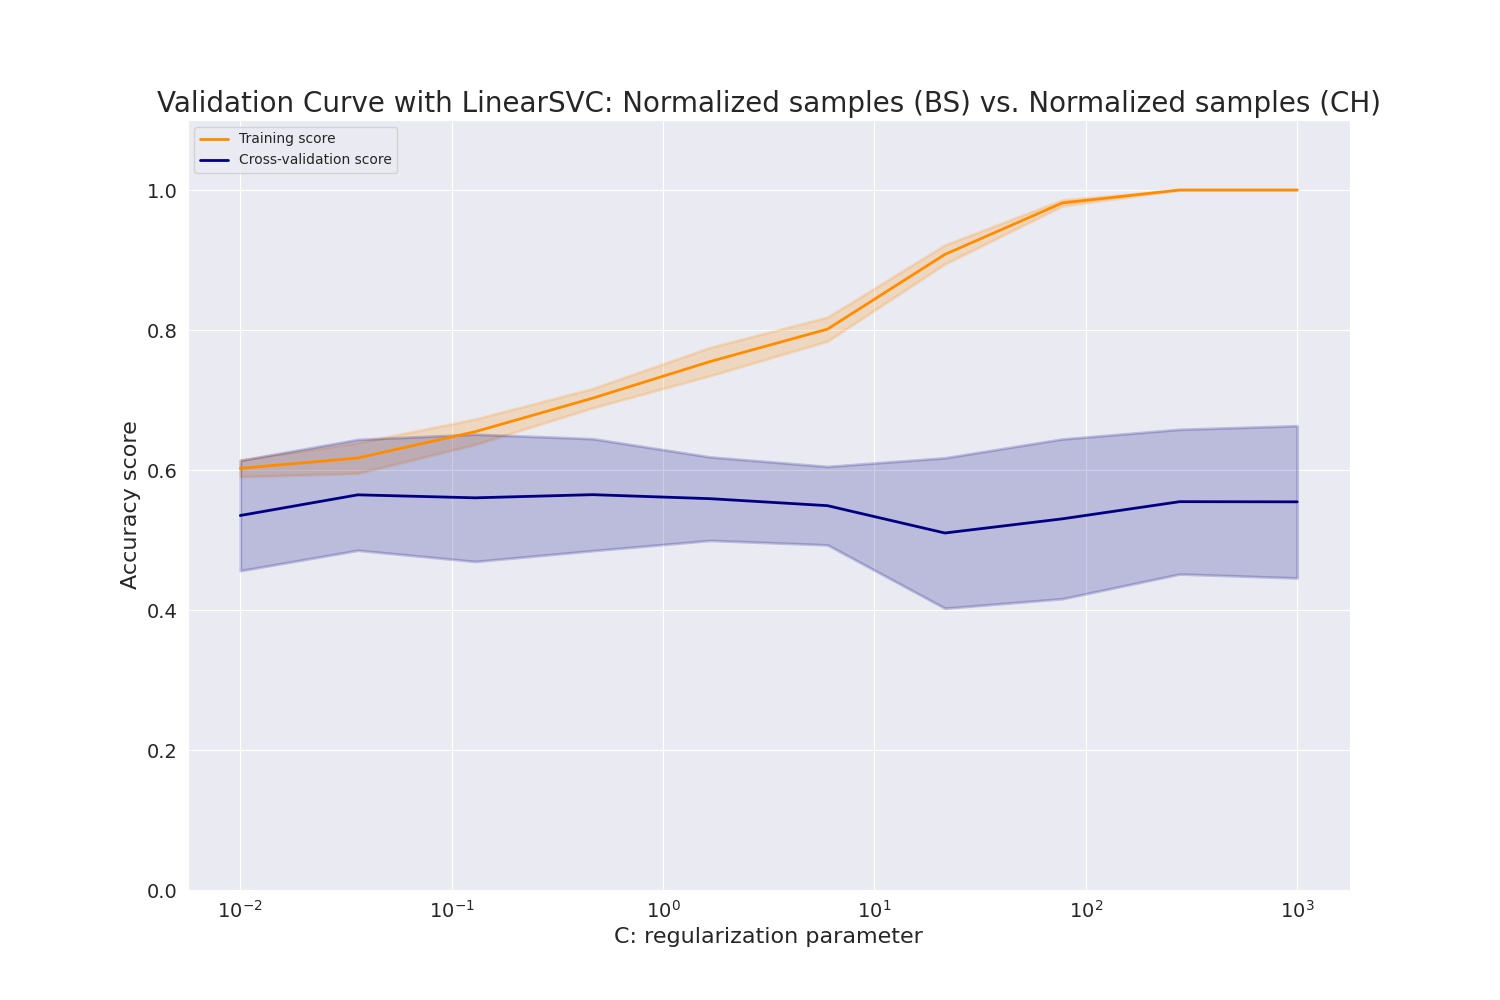 Validation Curve with LinearSVC: Normalized samples (BS) vs. Normalized samples (CH)
Training score
Cross-validation score
1.0
0.8
0.6
0.4
0.2
0.0
Accuracy score
10⁻² 10⁻¹ 10⁰ 10¹ 10² 10³
C: regularization parameter